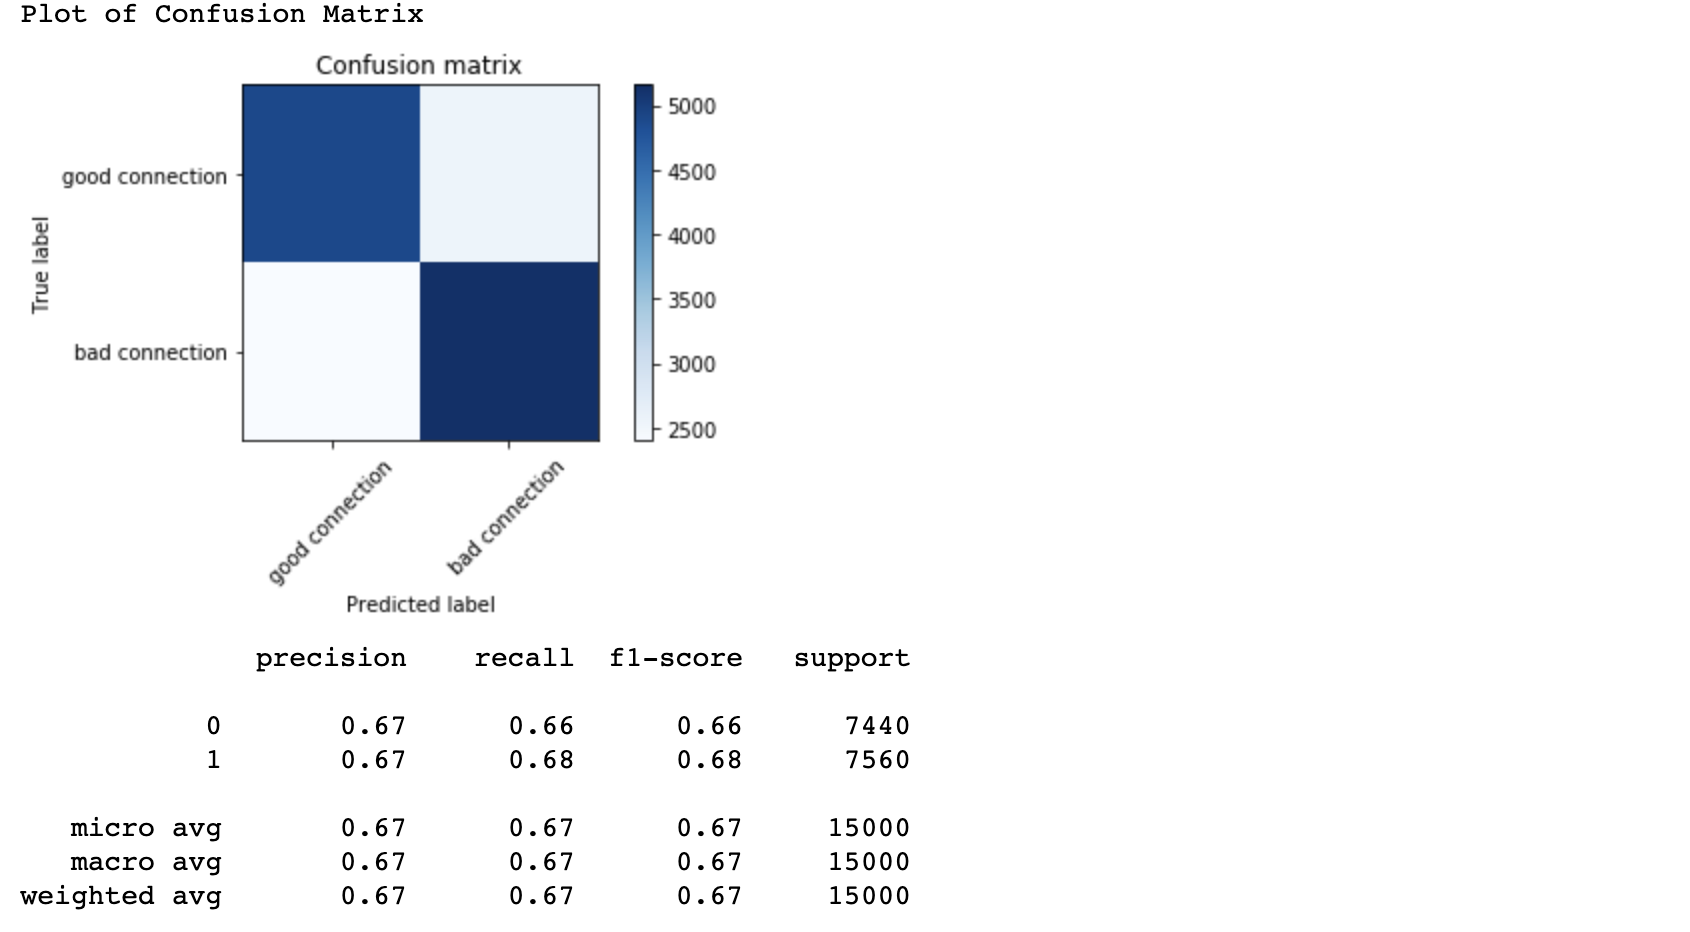 Plot of Confusion Matrix
Confusion matrix
5000
4500
4000
3500
3000
2500
True label
good connection
bad connection
good connection
bad connection
Predicted label
precision recall f1-score support
0 0.67 0.66 0.66 7440
1 0.67 0.68 0.68 7560
micro avg 0.67 0.67 0.67 15000
macro avg 0.67 0.67 0.67 15000
weighted avg 0.67 0.67 0.67 15000